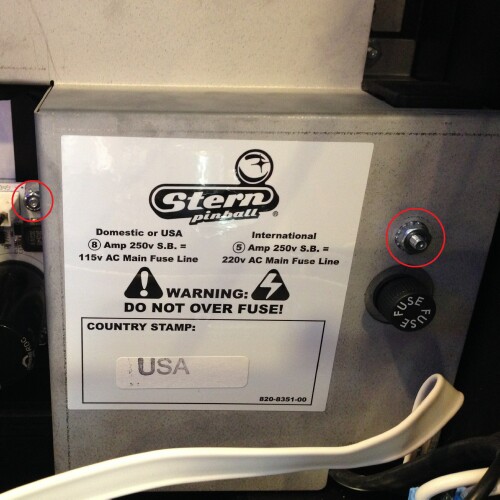 Stern®
pinball
Domestic or USA
⑧ Amp 250v S.B. =
115v AC Main Fuse Line
International
⑤ Amp 250v S.B. =
220v AC Main Fuse Line
WARNING:
DO NOT OVER FUSE!
COUNTRY STAMP:
USA
820-8351-00
FUSE FUSE